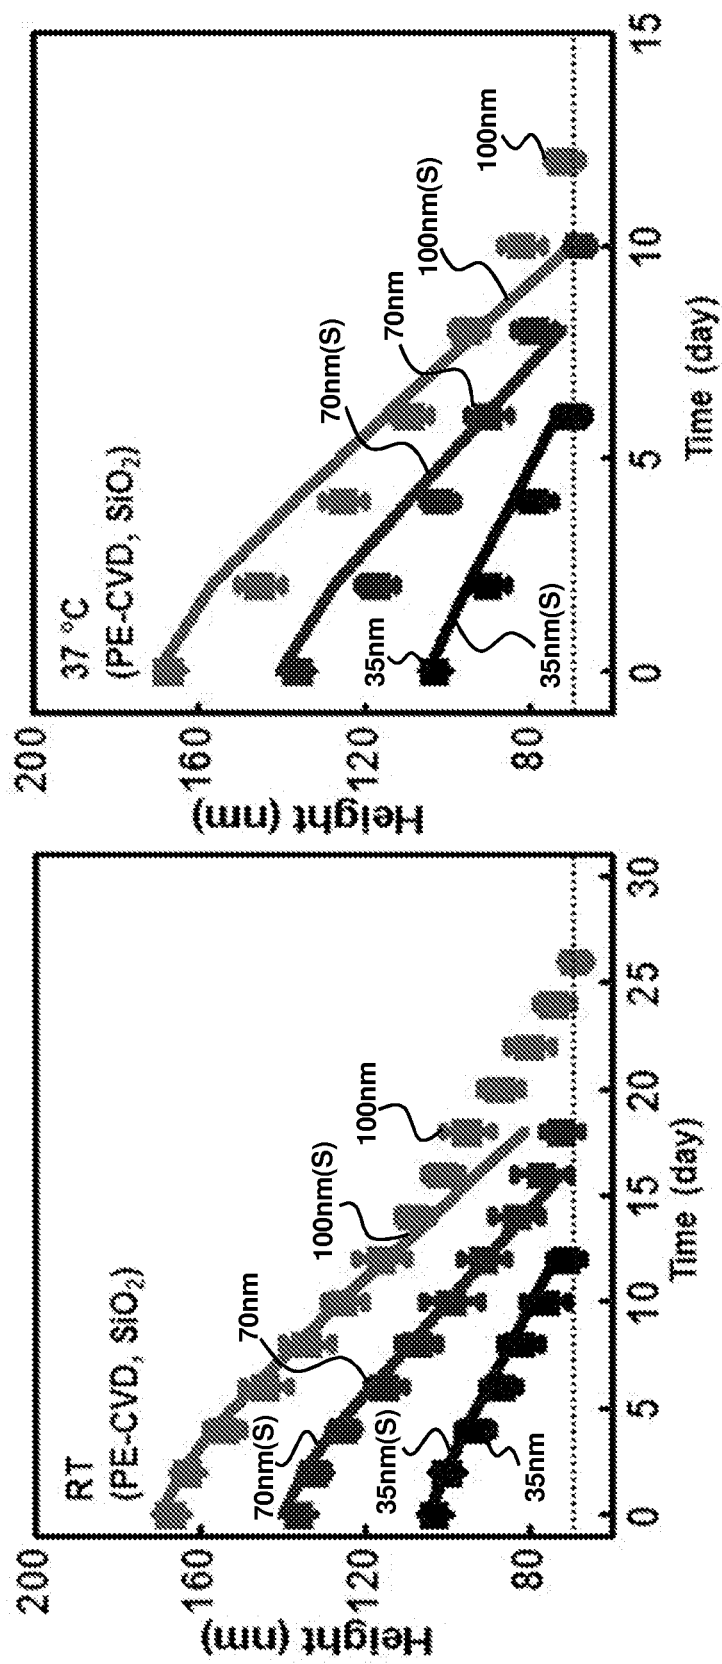 RT
(PE-CVD, SiO₂)
200
160
120
80
Height (nm)
0
5
10
15
20
25
30
Time (day)
70nm(S)
70nm
100nm(S)
100nm
35nm(S)
35nm
37 °C
(PE-CVD, SiO₂)
200
160
120
80
Height (nm)
0
5
10
15
Time (day)
35nm
35nm(S)
70nm(S)
70nm
100nm(S)
100nm